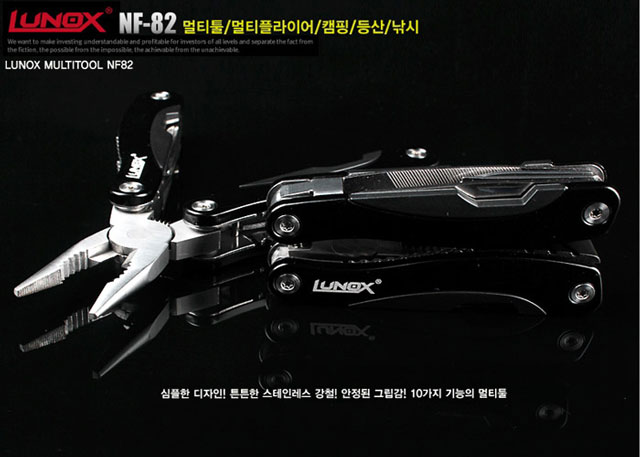 LUNOX® NF-82 멀티툴/멀티플라이어/캠핑/등산/낚시
We want to make investing understandable and profitable for investors of all levels and separate the fact from
the fiction, the possible from the impossible, the achievable from the unachievable.
LUNOX MULTITOOL NF82
LUNOX
LUNOX®
심플한 디자인! 튼튼한 스테인레스 강철! 안정된 그립감! 10가지 기능의 멀티툴